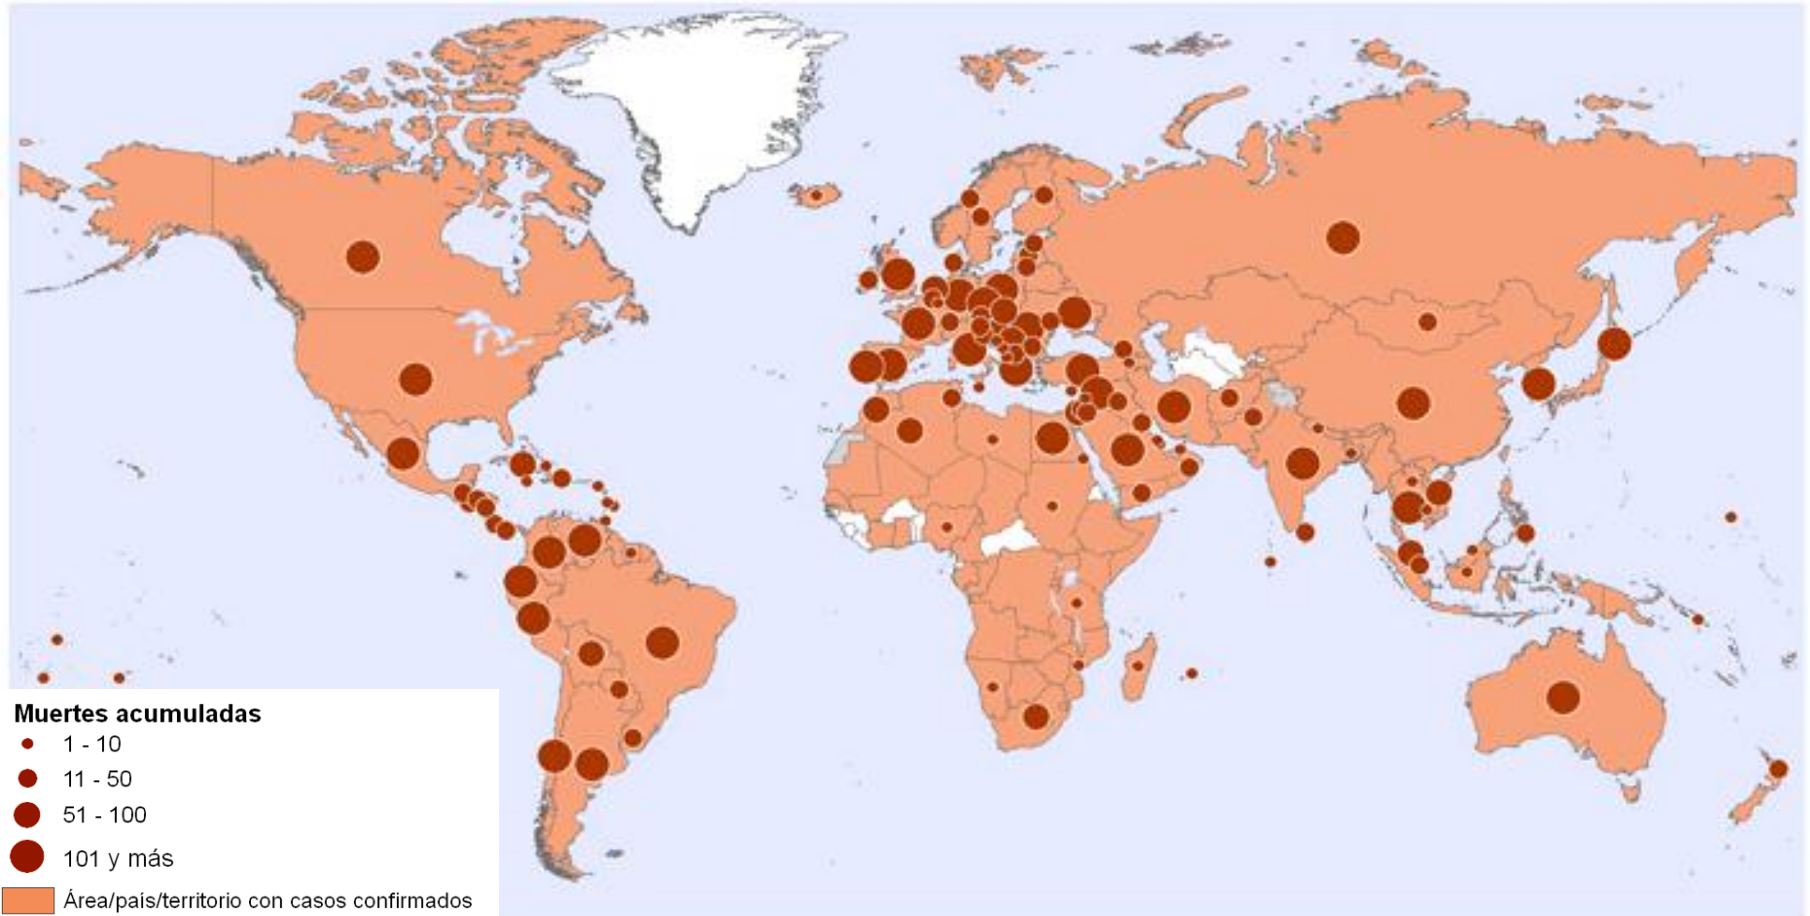 Muertes acumuladas
1 - 10
11 - 50
51 - 100
101 y más
Área/país/territorio con casos confirmados